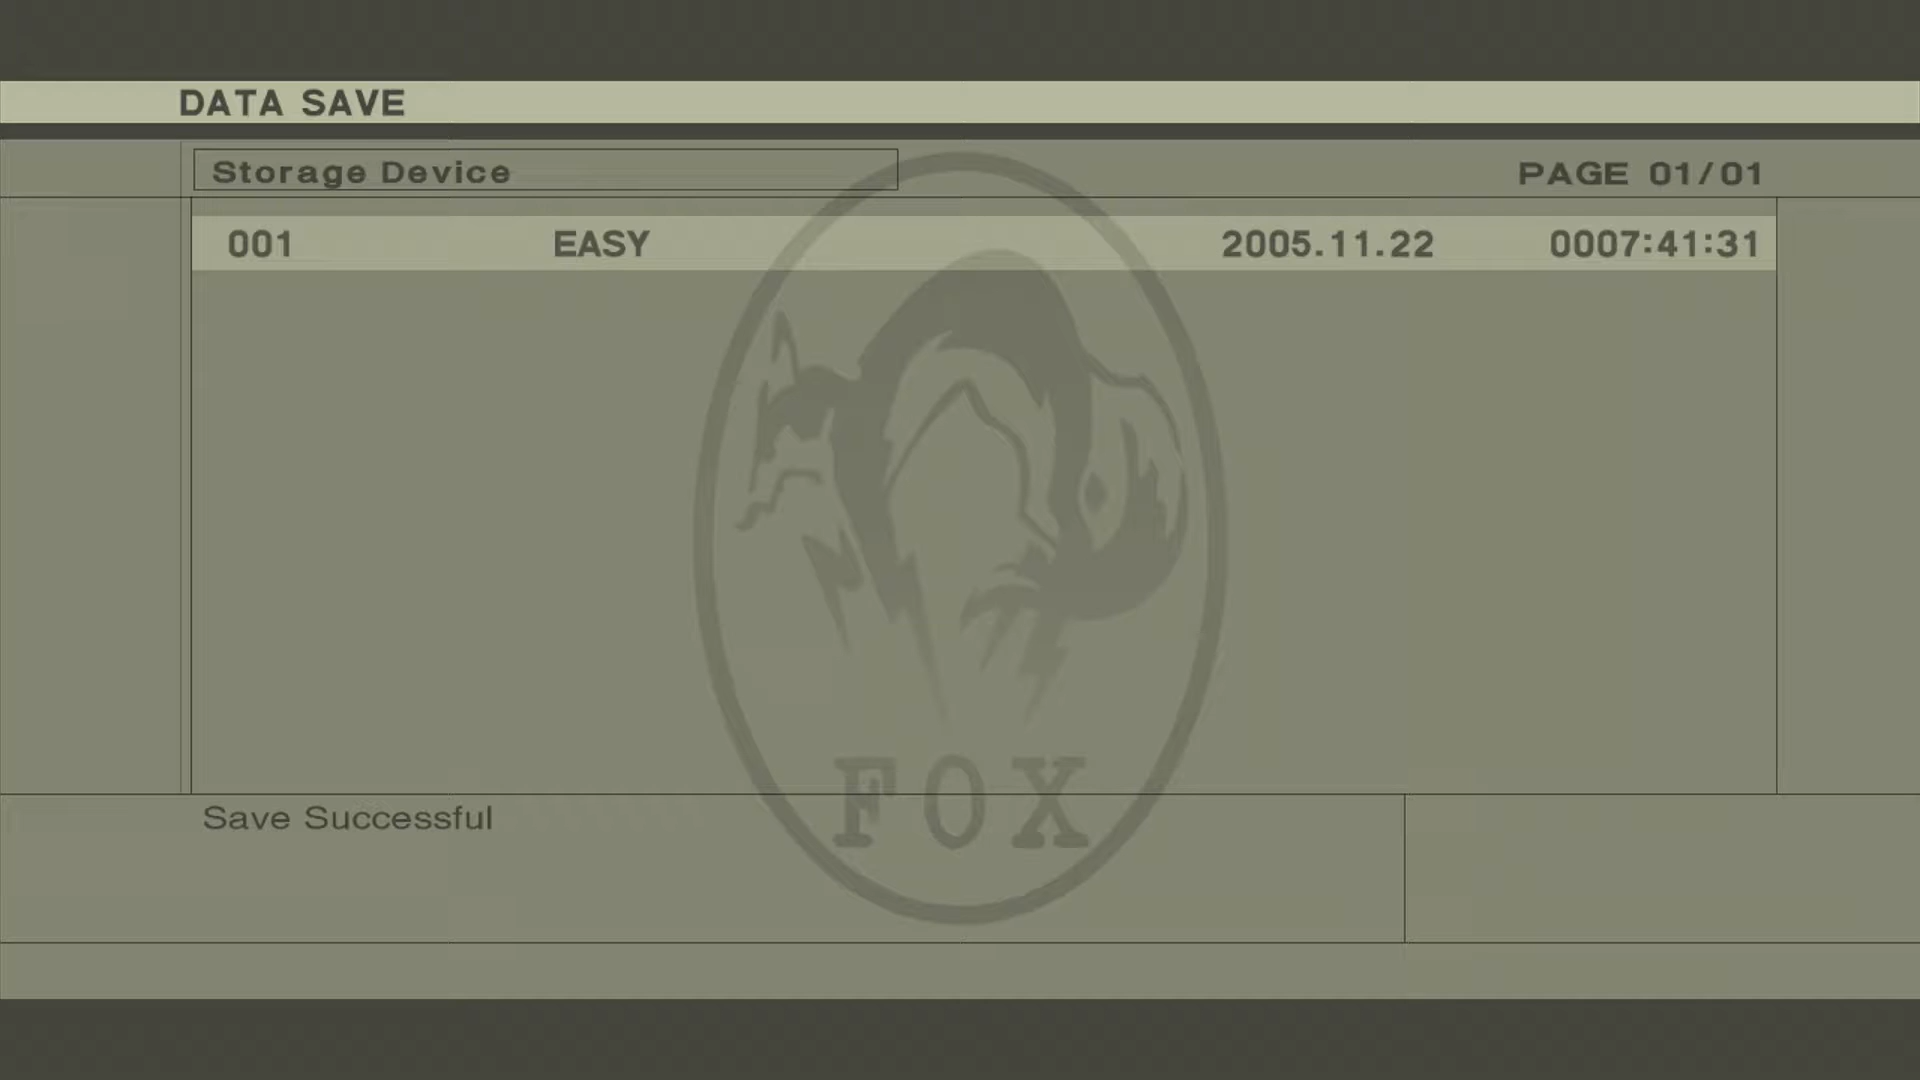 DATA SAVE
Storage Device
PAGE 01/01
001 EASY 2005.11.22 0007:41:31
FOX
Save Successful